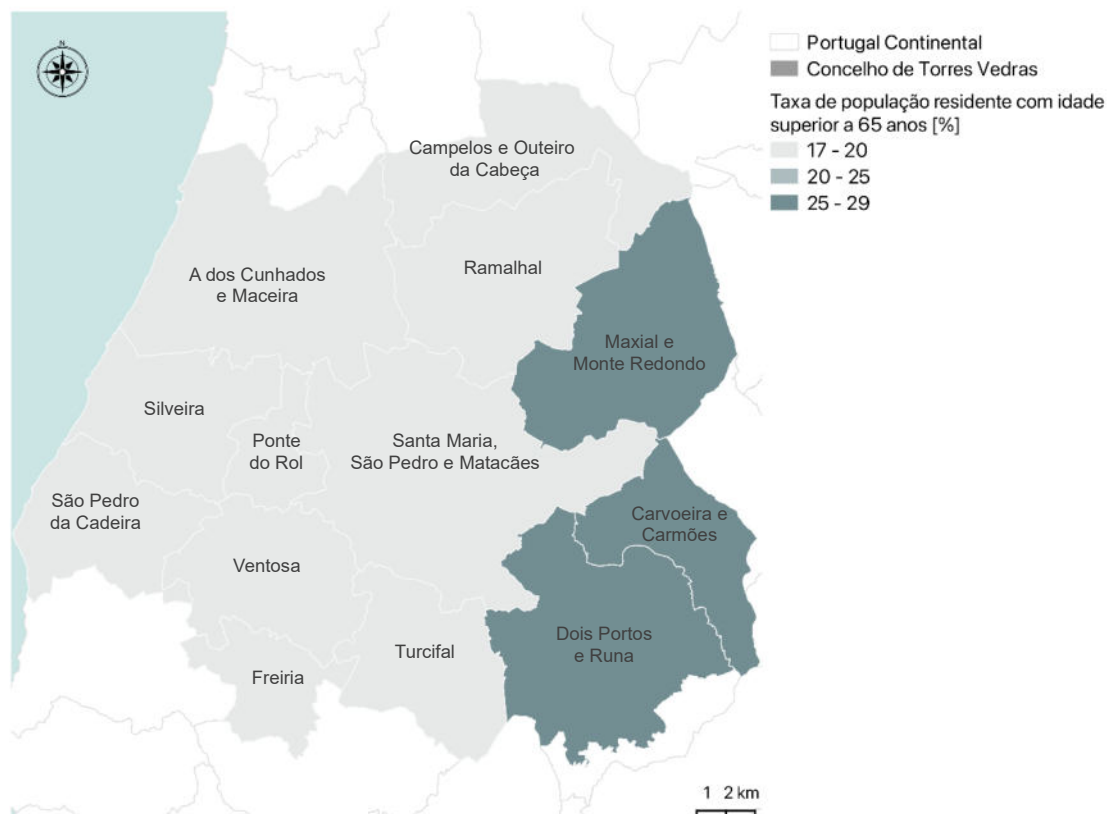 N
Portugal Continental
Concelho de Torres Vedras
Taxa de população residente com idade
superior a 65 anos [%]
17 - 20
20 - 25
25 - 29
Campelos e Outeiro
da Cabeça
A dos Cunhados
e Maceira
Ramalhal
Maxial e
Monte Redondo
Silveira
Ponte
do Rol
Santa Maria,
São Pedro e Matacães
São Pedro
da Cadeira
Carvoeira e
Carmões
Ventosa
Dois Portos
e Runa
Turcifal
Freiria
1 2 km